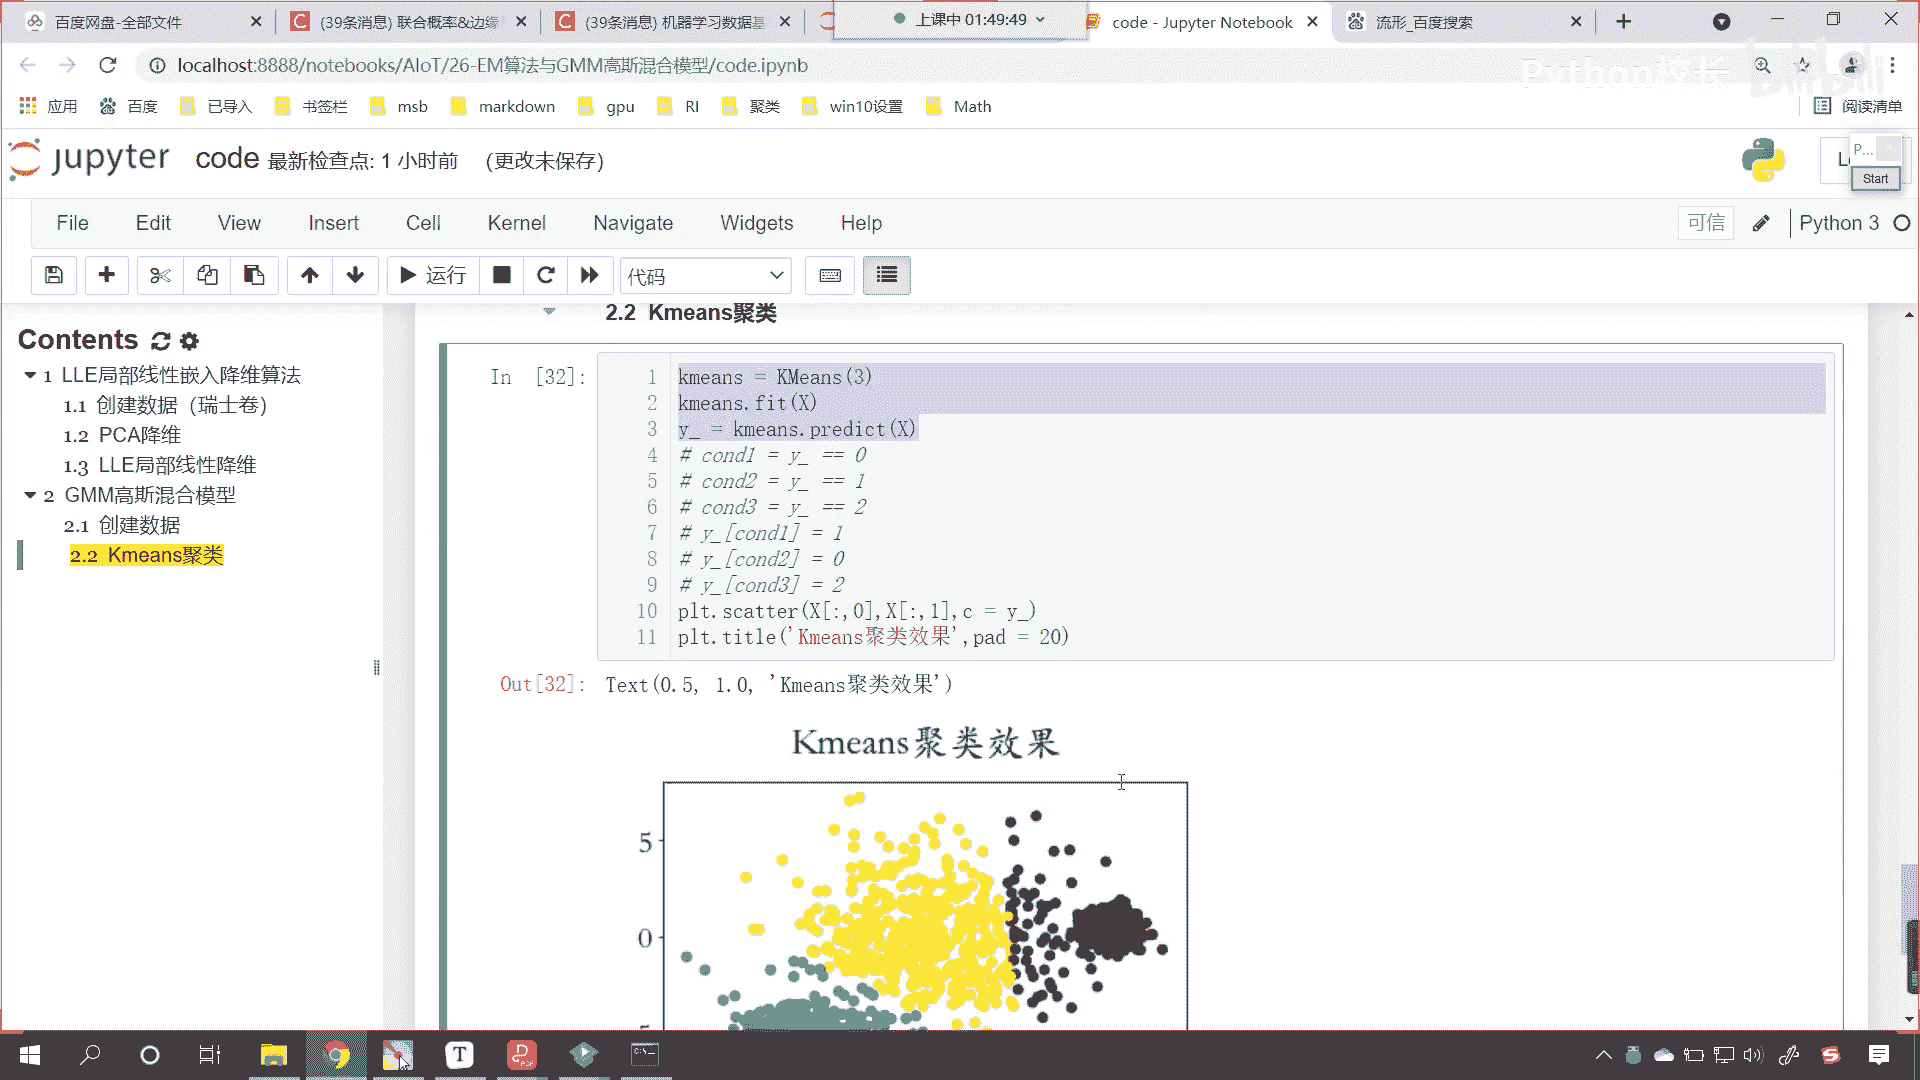 百度网盘-全部文件
(39条消息) 联合概率&边缘
(39条消息) 机器学习数据基
上课中 01:49:49
code - Jupyter Notebook
流形_百度搜索
localhost:8888/notebooks/AIoT/26-EM算法与GMM高斯混合模型/code.ipynb
Python校长
bilibili
应用
百度
已导入
书签栏
msb
markdown
gpu
RI
聚类
win10设置
Math
阅读清单
jupyter
code 最新检查点: 1 小时前 (更改未保存)
P...
Start
File Edit View Insert Cell Kernel Navigate Widgets Help
可信
Python 3
运行
代码
Contents
1 LLE局部线性嵌入降维算法
1.1 创建数据（瑞士卷）
1.2 PCA降维
1.3 LLE局部线性降维
2 GMM高斯混合模型
2.1 创建数据
2.2 Kmeans聚类
2.2 Kmeans聚类
In [32]:
1 kmeans = KMeans(3)
2 kmeans.fit(X)
3 y_ = kmeans.predict(X)
4 # cond1 = y_ == 0
5 # cond2 = y_ == 1
6 # cond3 = y_ == 2
7 # y_[cond1] = 1
8 # y_[cond2] = 0
9 # y_[cond3] = 2
10 plt.scatter(X[:,0],X[:,1],c = y_)
11 plt.title('Kmeans聚类效果',pad = 20)
Out[32]: Text(0.5, 1.0, 'Kmeans聚类效果')
Kmeans聚类效果
5
0